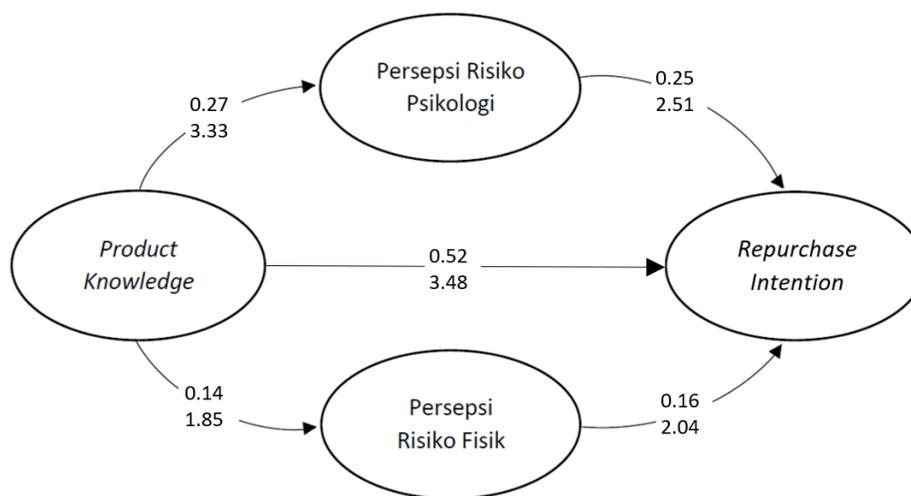 Persepsi Risiko
Psikologi
0.27
3.33
0.25
2.51
Product
Knowledge
0.52
3.48
Repurchase
Intention
0.14
1.85
Persepsi
Risiko Fisik
0.16
2.04